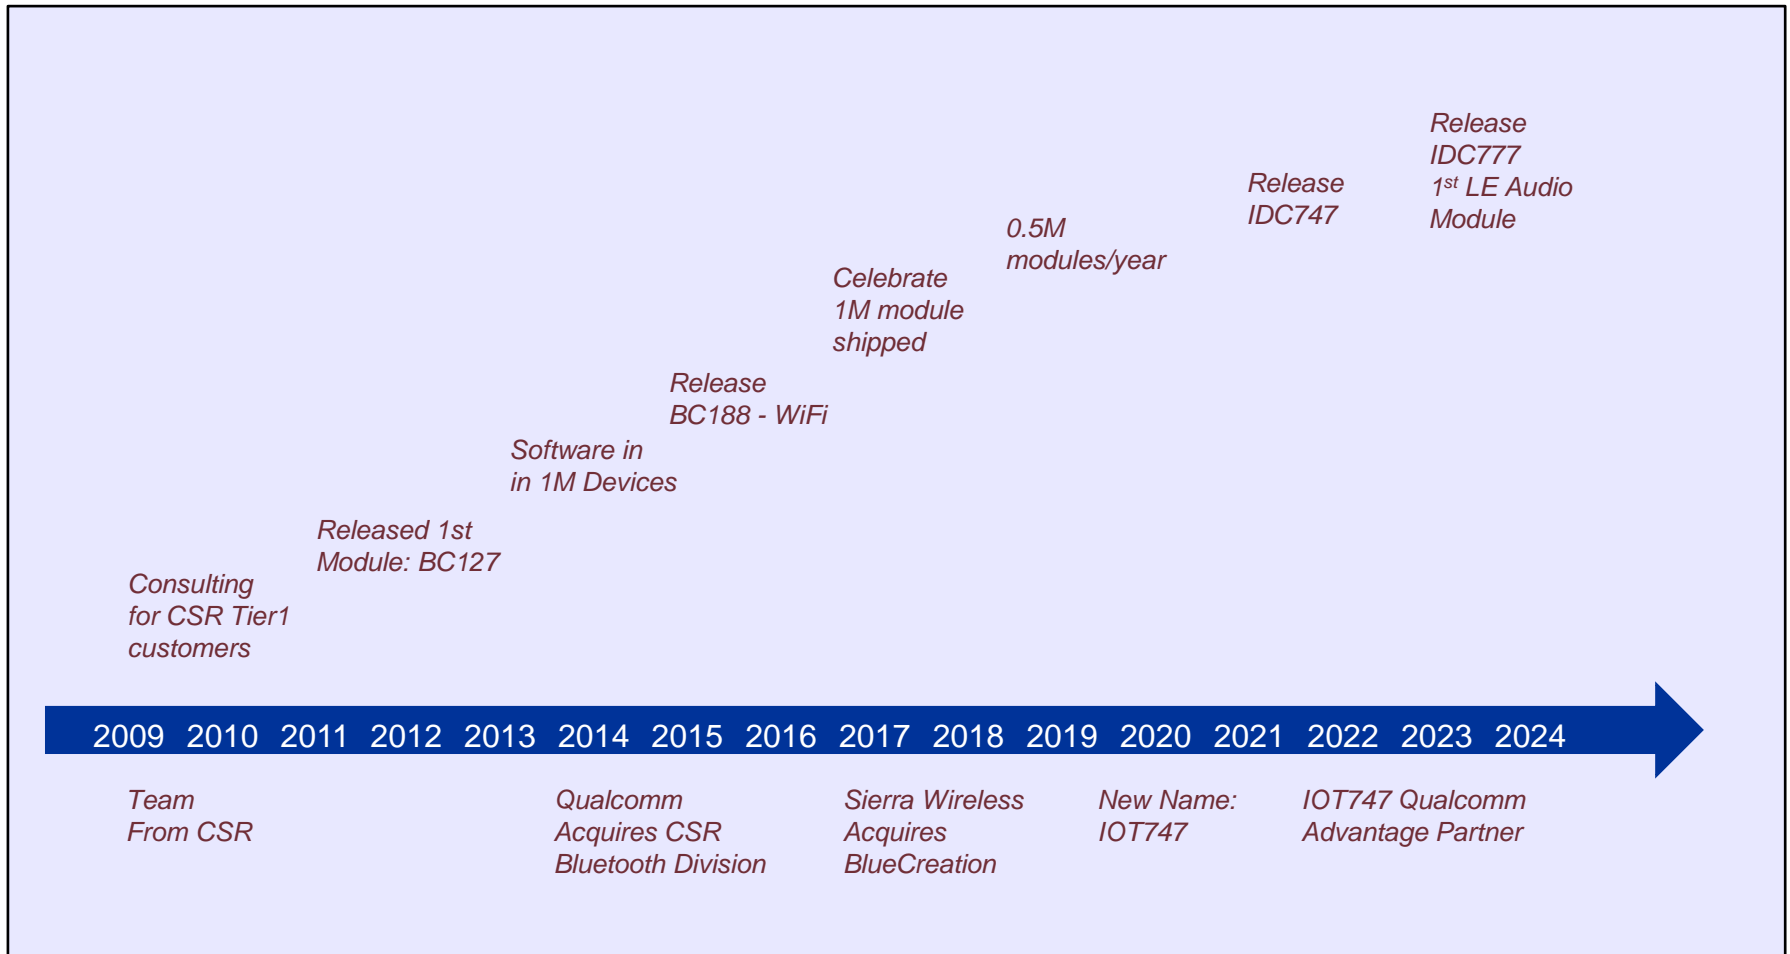 Release
IDC777
1st LE Audio
Module
Release
IDC747
0.5M
modules/year
Celebrate
1M module
shipped
Release
BC188 - WiFi
Software in
in 1M Devices
Released 1st
Module: BC127
Consulting
for CSR Tier1
customers
2009 2010 2011 2012 2013 2014 2015 2016 2017 2018 2019 2020 2021 2022 2023 2024
Team
From CSR
Qualcomm
Acquires CSR
Bluetooth Division
Sierra Wireless
Acquires
BlueCreation
New Name:
IOT747
IOT747 Qualcomm
Advantage Partner